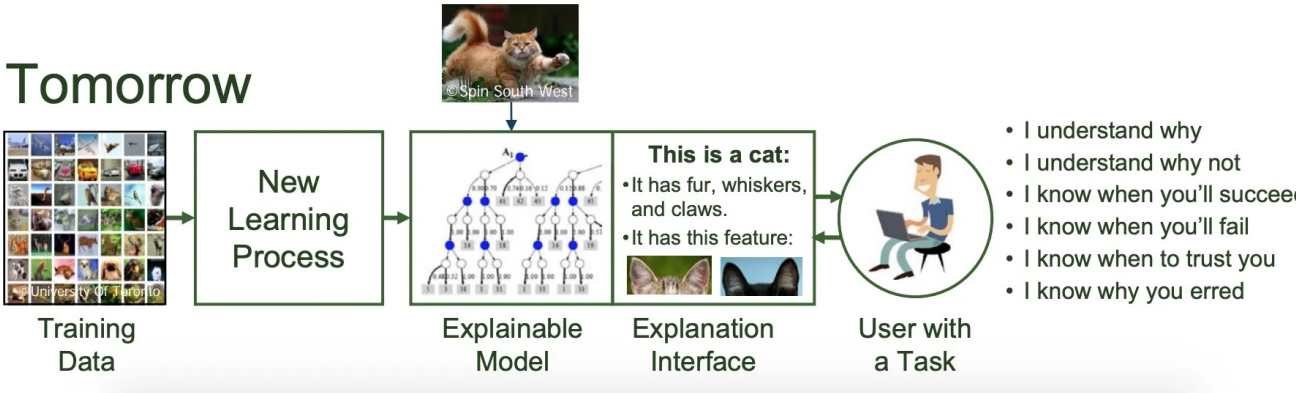 Tomorrow
©Spin South West
©University Of Toronto
Training
Data
New
Learning
Process
A₁
Explainable
Model
This is a cat:
•It has fur, whiskers,
and claws.
•It has this feature:
Explanation
Interface
User with
a Task
• I understand why
• I understand why not
• I know when you'll succeed
• I know when you'll fail
• I know when to trust you
• I know why you erred